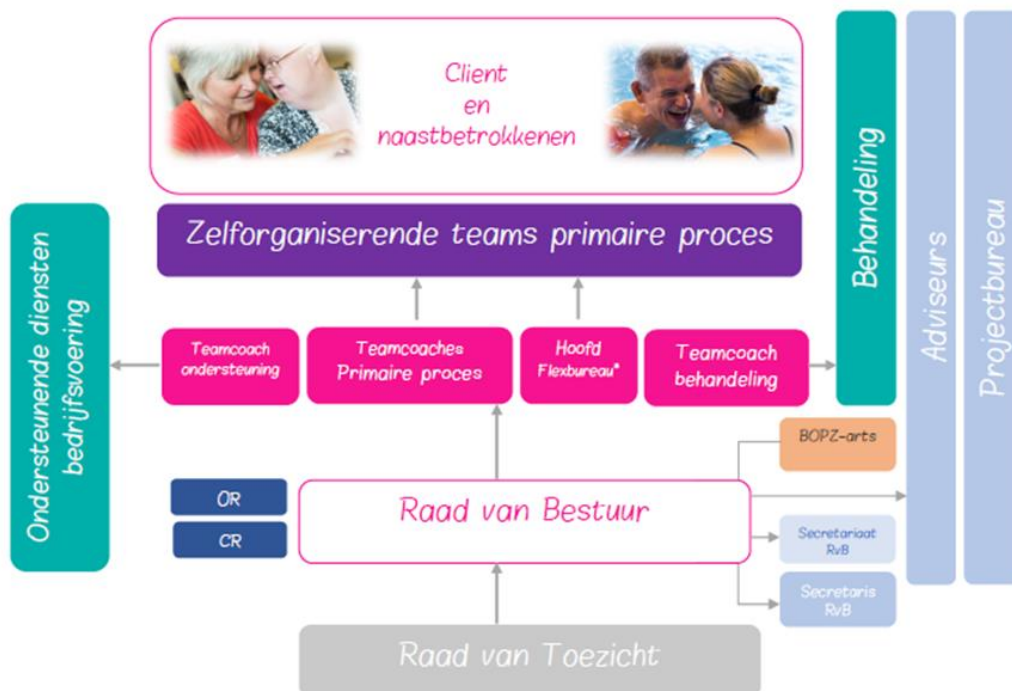 Client
en
naastbetrokkenen
Zelforganiserende teams primaire proces
Ondersteunende diensten
bedrijfsvoering
Behandeling
Adviseurs
Projectbureau
Teamcoach
ondersteuning
Teamcoaches
Primaire proces
Hoofd
Flexbureau*
Teamcoach
behandeling
BOPZ-arts
OR
CR
Raad van Bestuur
Secretariaat
RvB
Secretaris
RvB
Raad van Toezicht